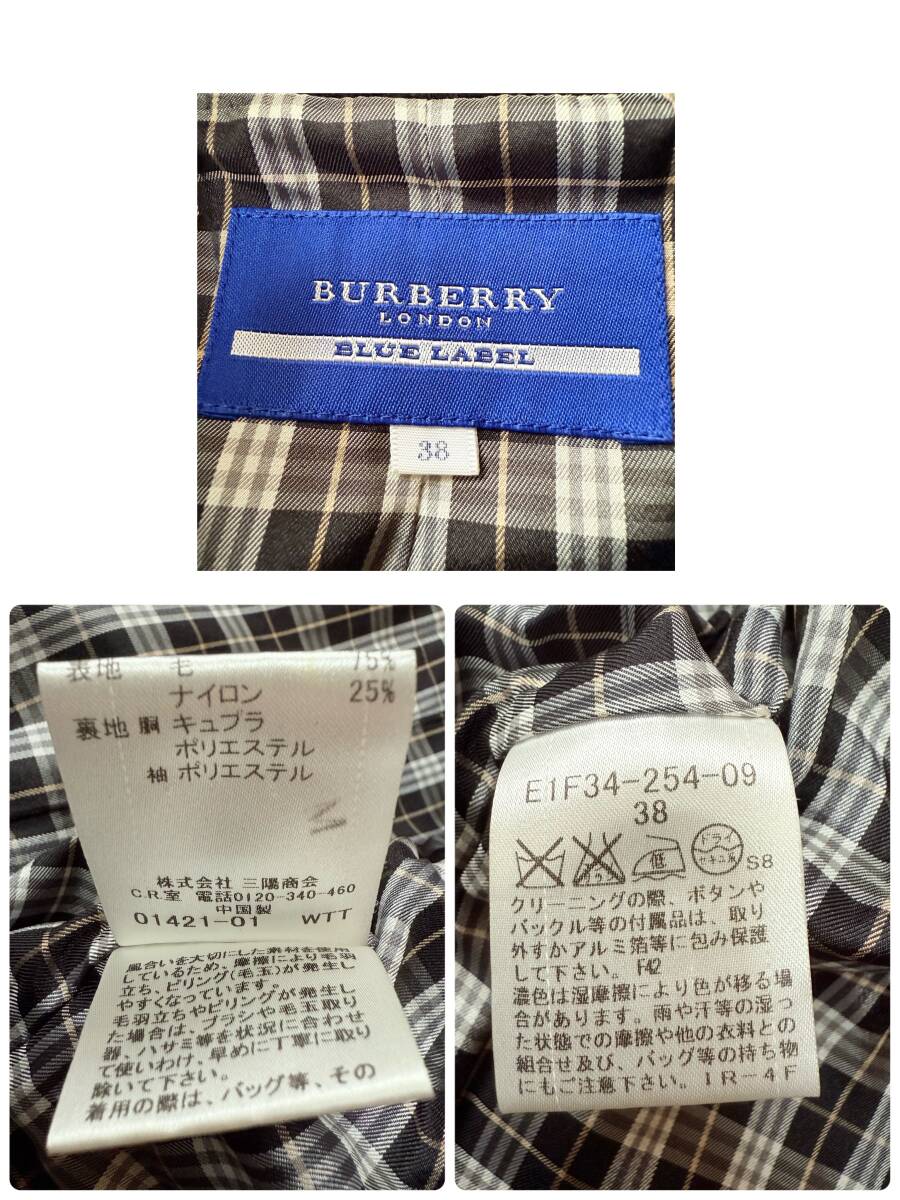 BURBERRY
LONDON
BLUE LABEL
38
表地 毛 75%
ナイロン 25%
裏地 胴 キュプラ
ポリエステル
袖 ポリエステル
株式会社 三陽商会
C.R.室 電話0120-340-460
中国製
01421-01 WTT
風合いを大切にした素材を使用
しているため、摩擦により毛羽
立ち、ピリング(毛玉)が発生し
やすくなっています。
毛羽立ちやピリングが発生し
た場合は、ブラシや毛玉取り
器、ハサミ等を状況に合わせ
て使いわけ、早めに丁寧に取り
除いて下さい。
着用の際は、バッグ等、その
E1F34-254-09
38
低
ドライ
セキユ系
S8
クリーニングの際、ボタンや
バックル等の付属品は、取り
外すかアルミ箔等に包み保護
して下さい。 F42
濃色は湿摩擦により色が移る場
合があります。雨や汗等の湿っ
た状態での摩擦や他の衣料との
組合せ及び、バッグ等の持ち物
にもご注意下さい。 IR-4F